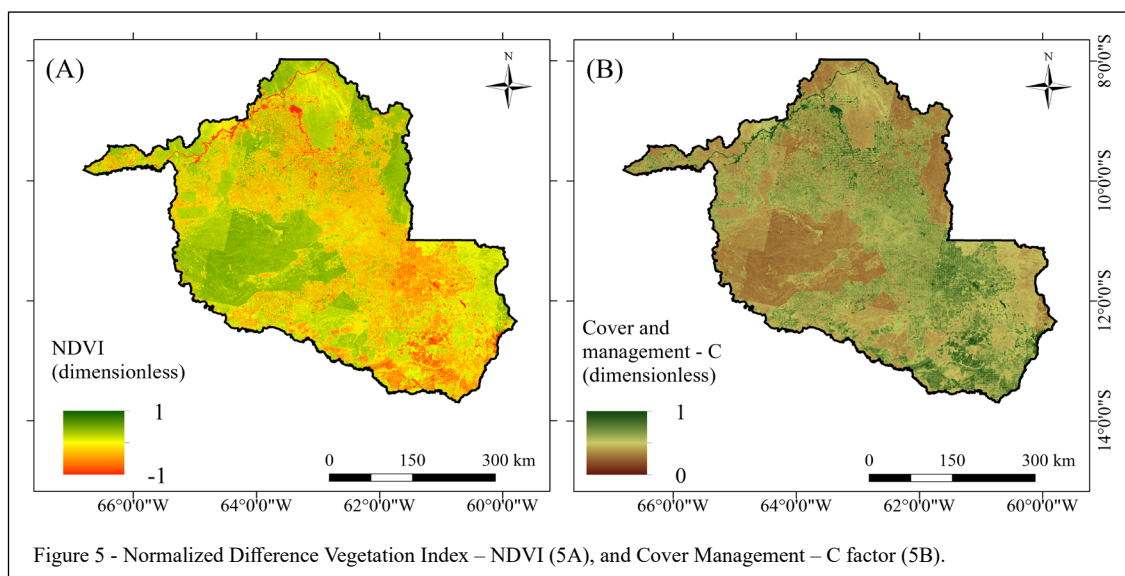 (A)
N
NDVI
(dimensionless)
1
-1
0 150 300 km
66°0'0"W 64°0'0"W 62°0'0"W 60°0'0"W
(B)
N
Cover and
management - C
(dimensionless)
1
0
0 150 300 km
66°0'0"W 64°0'0"W 62°0'0"W 60°0'0"W
8°0'0"S
10°0'0"S
12°0'0"S
14°0'0"S
Figure 5 - Normalized Difference Vegetation Index – NDVI (5A), and Cover Management – C factor (5B).